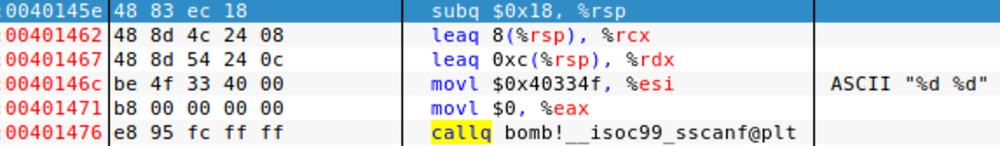 :0040145e 48 83 ec 18 subq $0x18, %rsp
:00401462 48 8d 4c 24 08 leaq 8(%rsp), %rcx
:00401467 48 8d 54 24 0c leaq 0xc(%rsp), %rdx
:0040146c be 4f 33 40 00 movl $0x40334f, %esi ASCII "%d %d"
:00401471 b8 00 00 00 00 movl $0, %eax
:00401476 e8 95 fc ff ff callq bomb!__isoc99_sscanf@plt